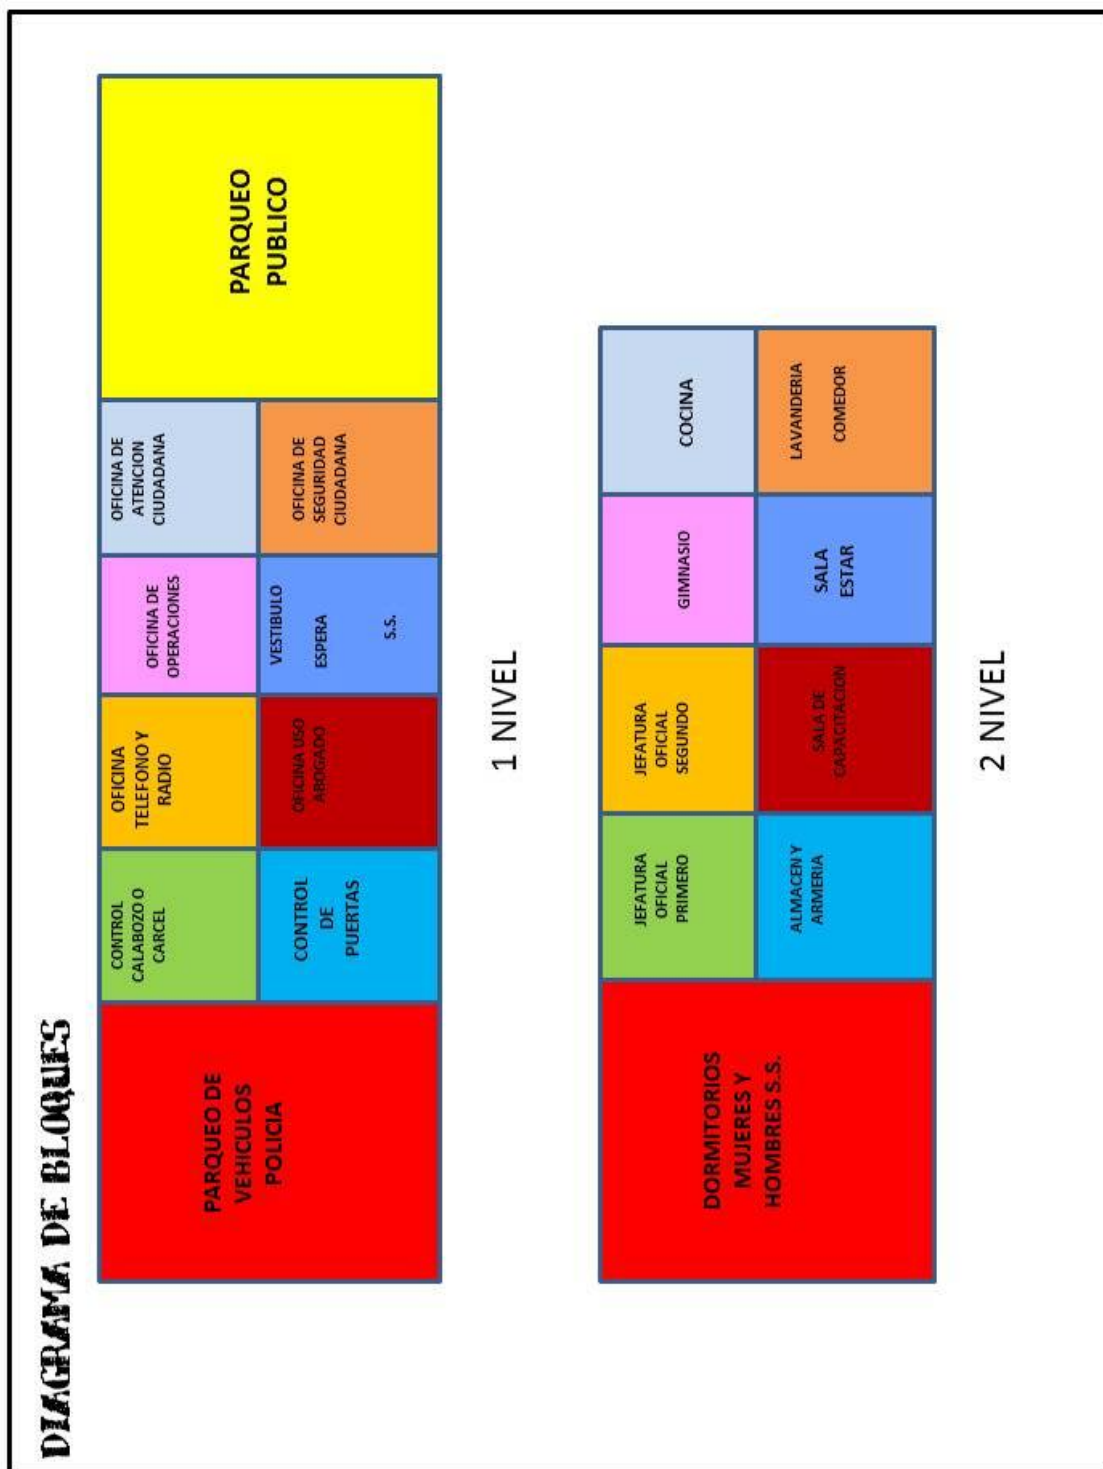 DIAGRAMA DE BLOQUES
PARQUEO DE
VEHICULOS
POLICIA
CONTROL
CALABOZO O
CARCEL
OFICINA
TELEFONO Y
RADIO
OFICINA DE
OPERACIONES
OFICINA DE
ATENCION
CIUDADANA
PARQUEO
PUBLICO
CONTROL
DE
PUERTAS
OFICINA USO
ABOGADO
VESTIBULO
ESPERA
S.S.
OFICINA DE
SEGURIDAD
CIUDADANA
1 NIVEL
DORMITORIOS
MUJERES Y
HOMBRES S.S.
JEFATURA
OFICIAL
PRIMERO
JEFATURA
OFICIAL
SEGUNDO
GIMNASIO
COCINA
ALMACEN Y
ARMERIA
SALA DE
CAPACITACION
SALA
ESTAR
LAVANDERIA
COMEDOR
2 NIVEL